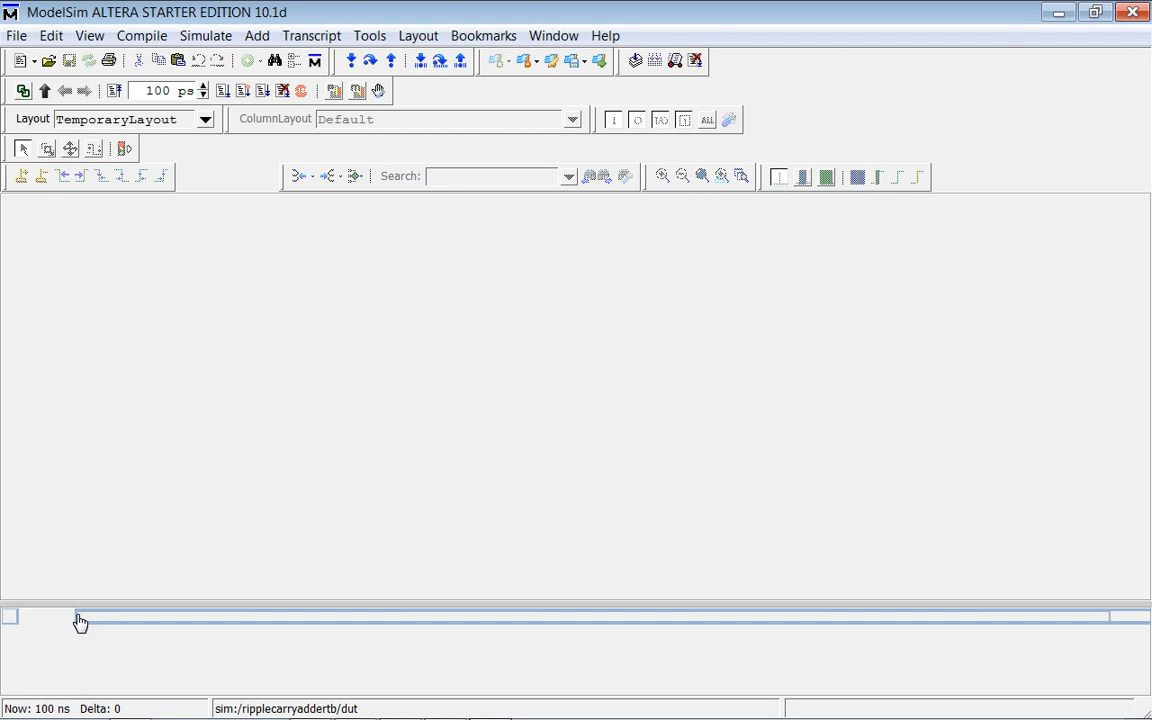 ModelSim ALTERA STARTER EDITION 10.1d
File Edit View Compile Simulate Add Transcript Tools Layout Bookmarks Window Help
100 ps
Layout TemporaryLayout ColumnLayout Default ALL
Search:
Now: 100 ns Delta: 0 sim:/ripplecarryaddertb/dut